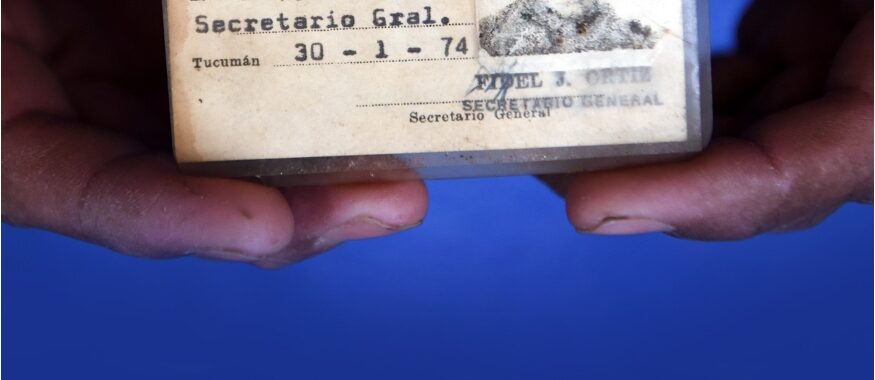 Secretario Gral.
Tucumán 30 - 1 - 74
FIDEL J. ORTIZ
SECRETARIO GENERAL
Secretario General